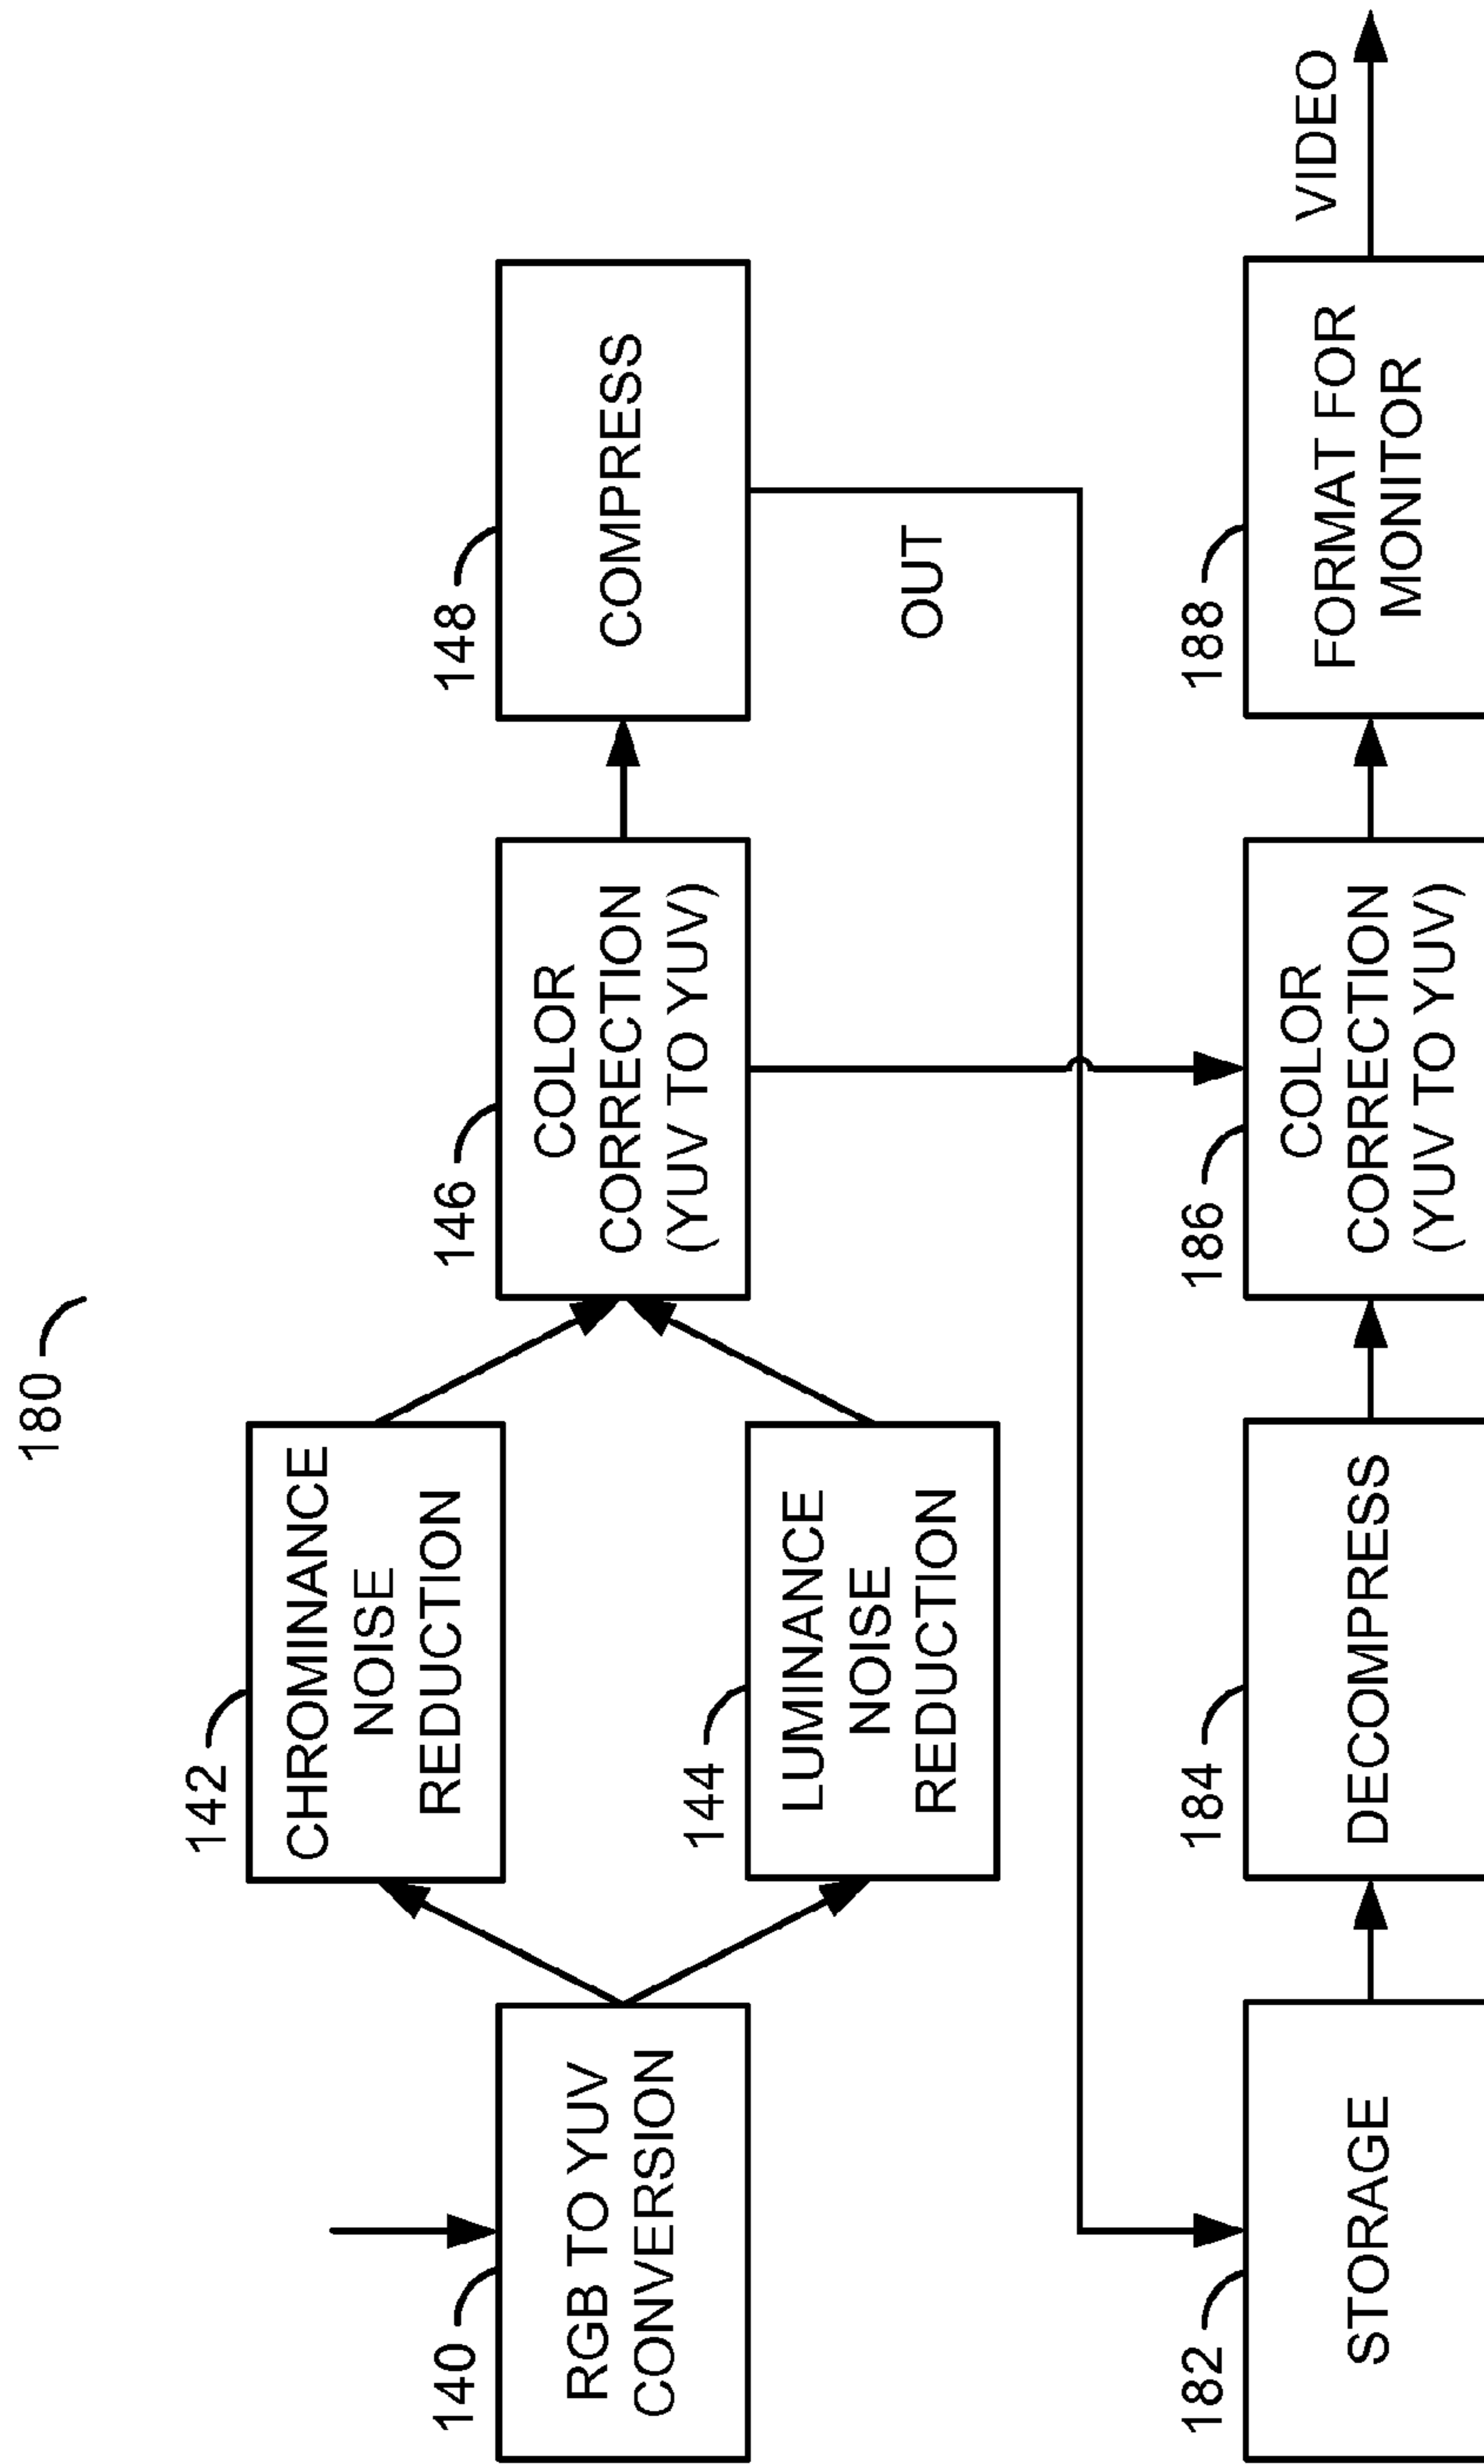 180
142
CHROMINANCE
NOISE
REDUCTION
140
RGB TO YUV
CONVERSION
146
COLOR
CORRECTION
(YUV TO YUV)
148
COMPRESS
144
LUMINANCE
NOISE
REDUCTION
OUT
182
STORAGE
184
DECOMPRESS
186
COLOR
CORRECTION
(YUV TO YUV)
188
FORMAT FOR
MONITOR
VIDEO